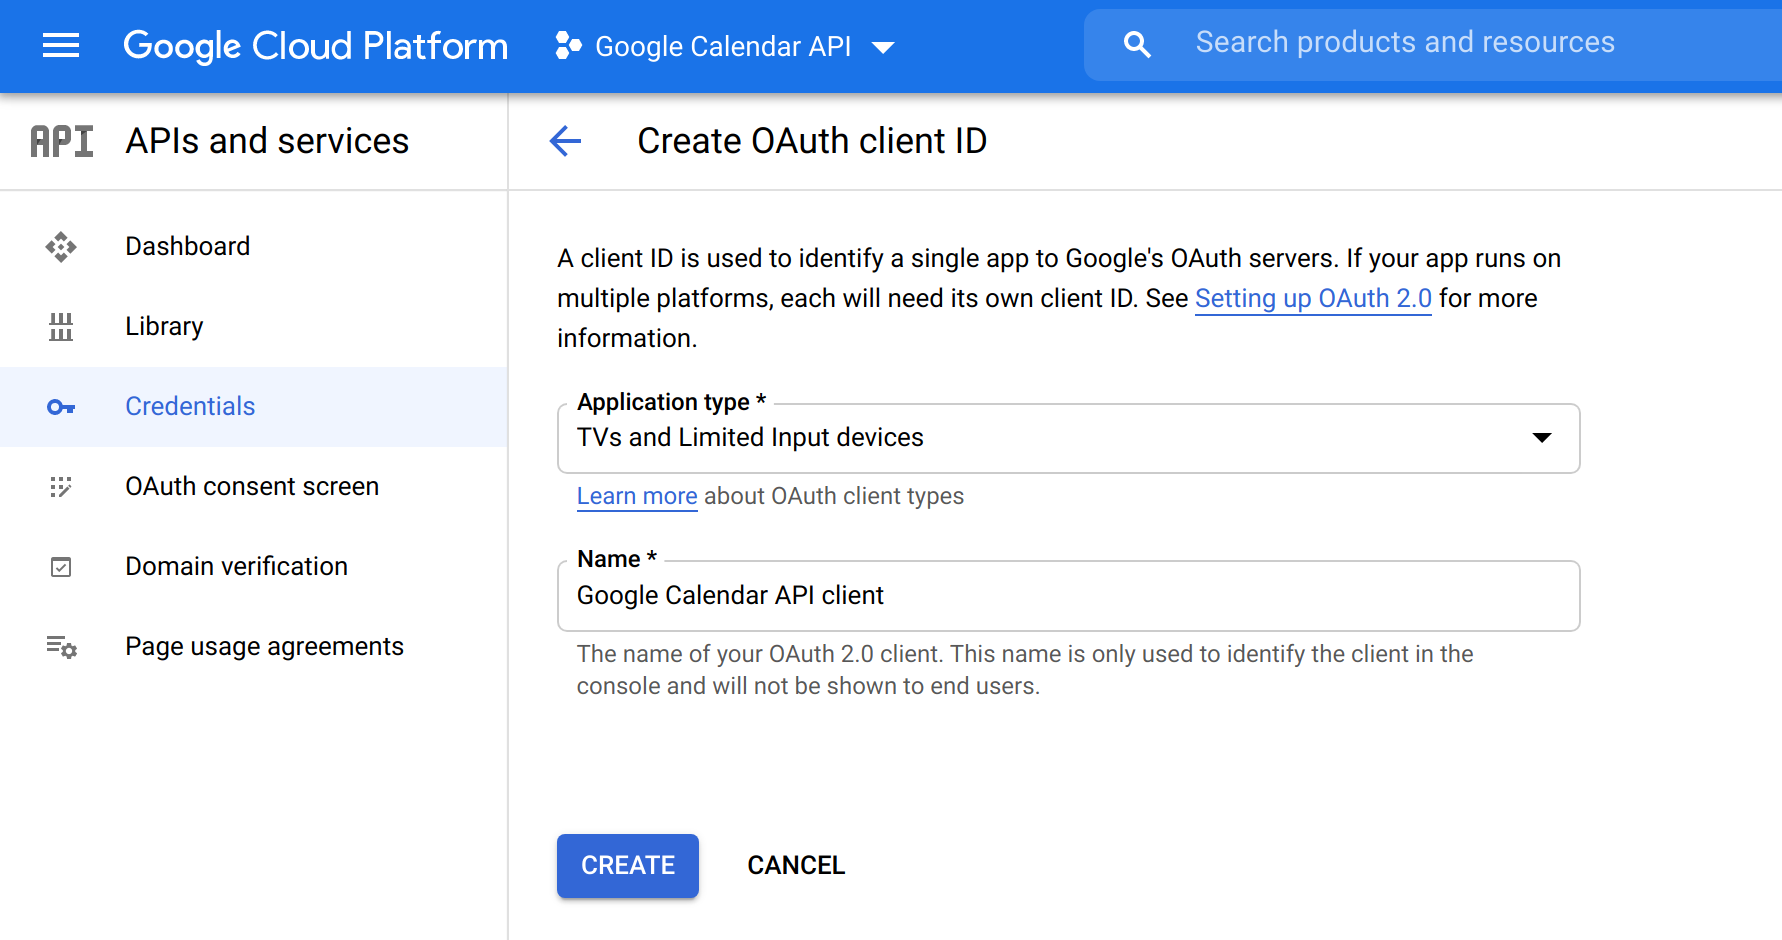 Google Cloud Platform
Google Calendar API
Search products and resources
API APIs and services
Create OAuth client ID
Dashboard
Library
Credentials
OAuth consent screen
Domain verification
Page usage agreements
A client ID is used to identify a single app to Google's OAuth servers. If your app runs on
multiple platforms, each will need its own client ID. See Setting up OAuth 2.0 for more
information.
Application type *
TVs and Limited Input devices
Learn more about OAuth client types
Name *
Google Calendar API client
The name of your OAuth 2.0 client. This name is only used to identify the client in the
console and will not be shown to end users.
CREATE
CANCEL